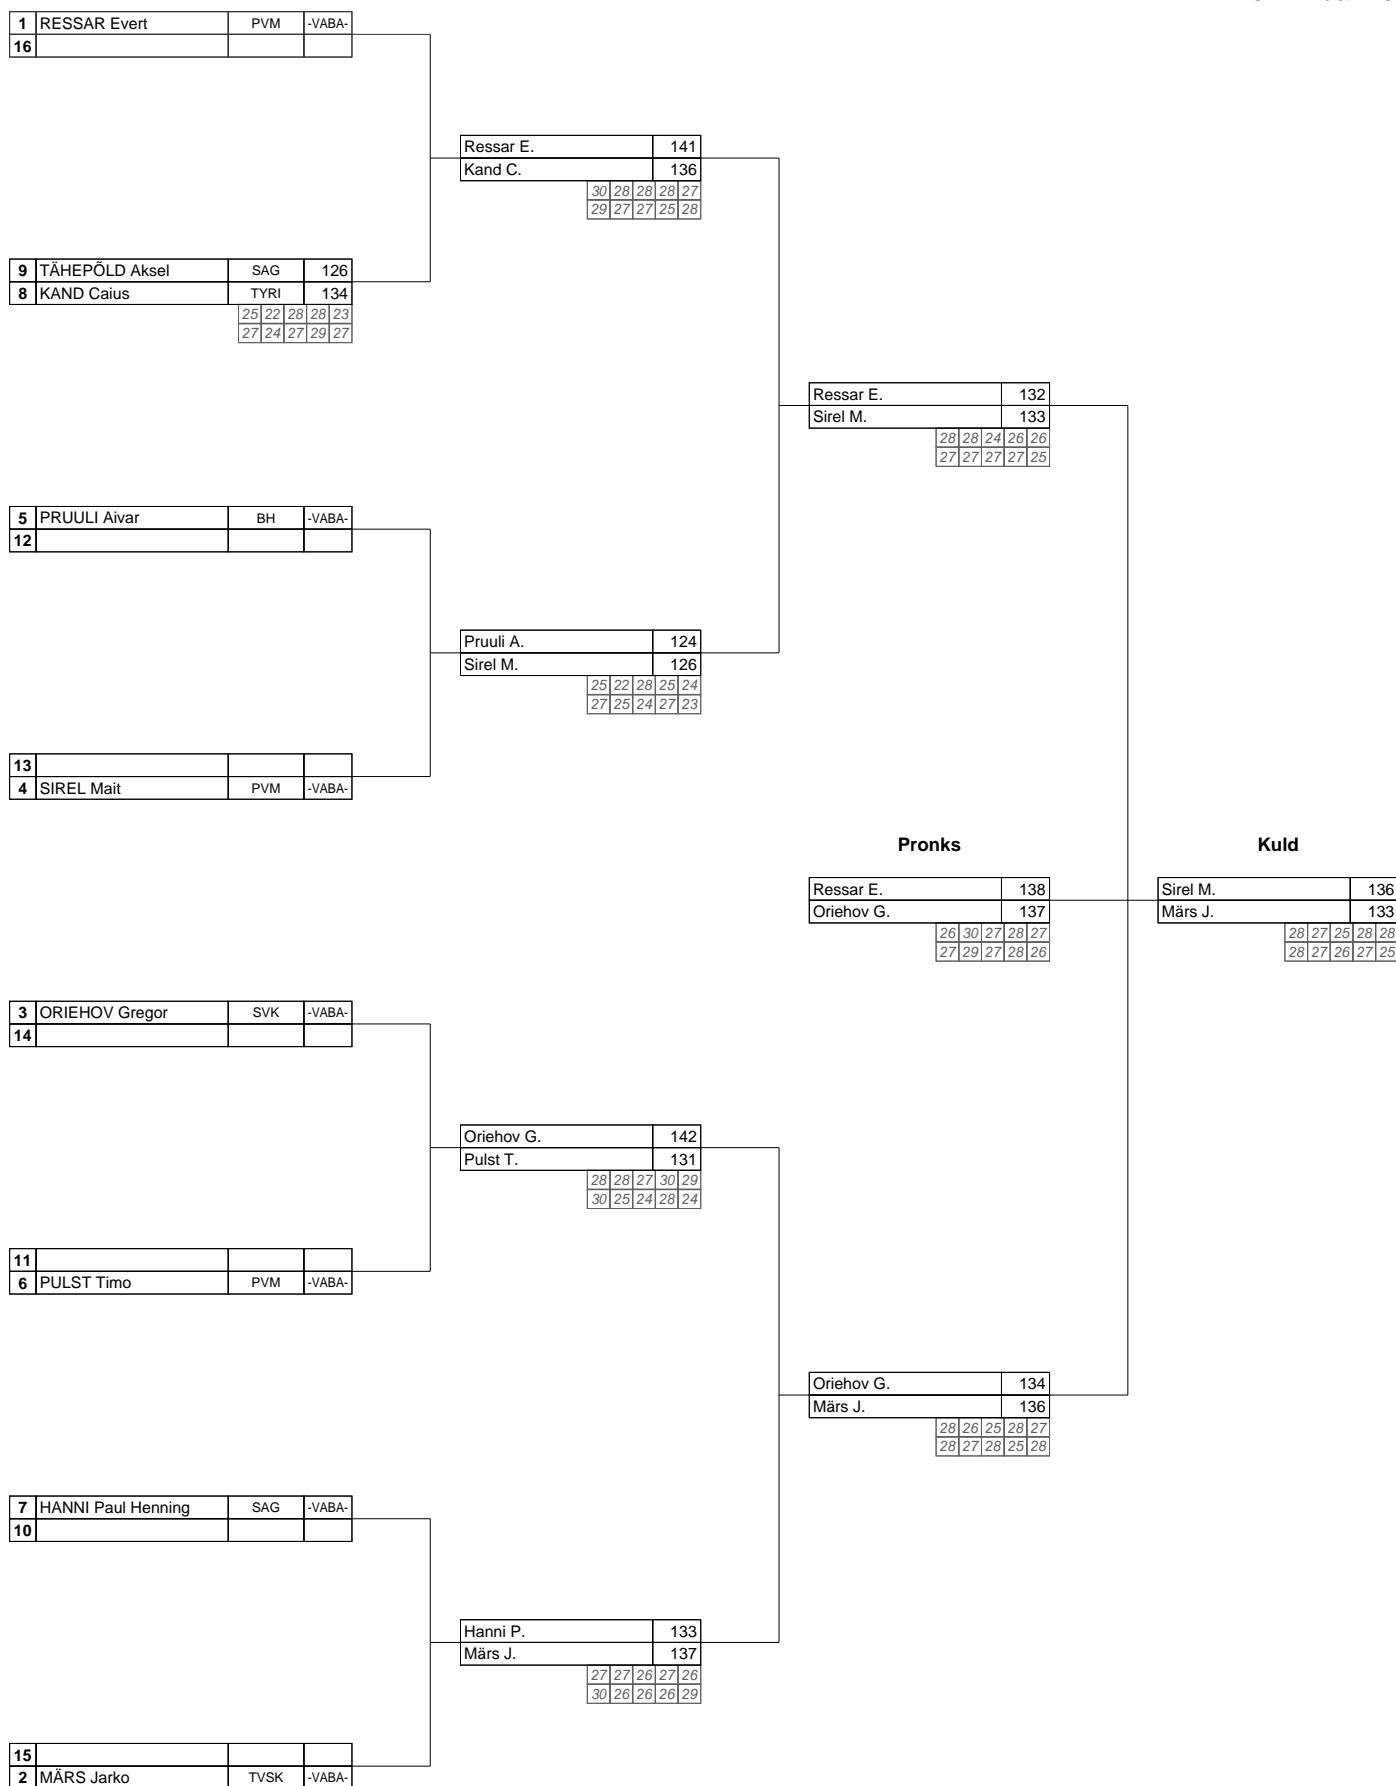 1 RESSAR Evert PVM -VABA-
16
Ressar E. 141
Kand C. 136
30 28 28 28 27
29 27 27 25 28
9 TÄHEPÕLD Aksel SAG 126
8 KAND Caius TYRI 134
25 22 28 28 23
27 24 27 29 27
Ressar E. 132
Sirel M. 133
28 28 24 26 26
27 27 27 27 25
5 PRUULI Aivar BH -VABA-
12
Pruuli A. 124
Sirel M. 126
25 22 28 25 24
27 25 24 27 23
13
4 SIREL Mait PVM -VABA-
Pronks Kuld
Ressar E. 138 Sirel M. 136
Oriehov G. 137 Märs J. 133
26 30 27 28 27 28 27 25 28 28
27 29 27 28 26 28 27 26 27 25
3 ORIEHOV Gregor SVK -VABA-
14
Oriehov G. 142
Pulst T. 131
28 28 27 30 29
30 25 24 28 24
11
6 PULST Timo PVM -VABA-
Oriehov G. 134
Märs J. 136
28 26 25 28 27
28 27 28 25 28
7 HANNI Paul Henning SAG -VABA-
10
Hanni P. 133
Märs J. 137
27 27 26 27 26
30 26 26 26 29
15
2 MÄRS Jarko TVSK -VABA-